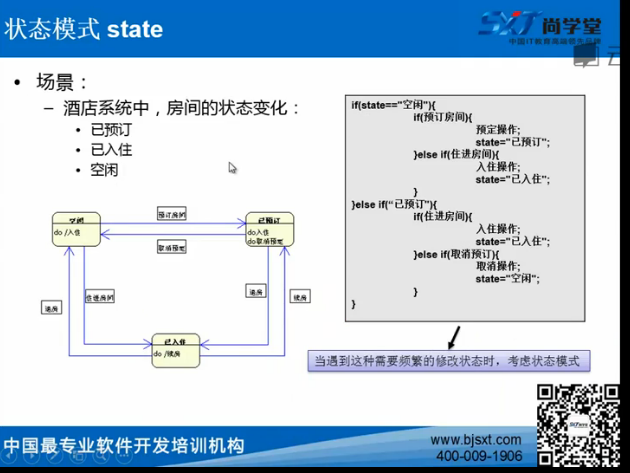 状态模式 state
SXT 尚学堂
中国IT教育高端领先品牌
云
• 场景：
– 酒店系统中，房间的状态变化：
• 已预订
• 已入住
• 空闲
if(state=="空闲"){
if(预订房间){
预定操作;
state="已预订";
}else if(住进房间){
入住操作;
state="已入住";
}
}else if("已预订"){
if(住进房间){
入住操作;
state="已入住";
}else if(取消预订){
取消操作;
state="空闲";
}
}
空闲
do /入住
预订房间
取消预定
已预订
do入住
do取消预定
退房
住进房间
退房
续房
已入住
do /续房
当遇到这种需要频繁的修改状态时，考虑状态模式
中国最专业软件开发培训机构
www.bjsxt.com
400-009-1906